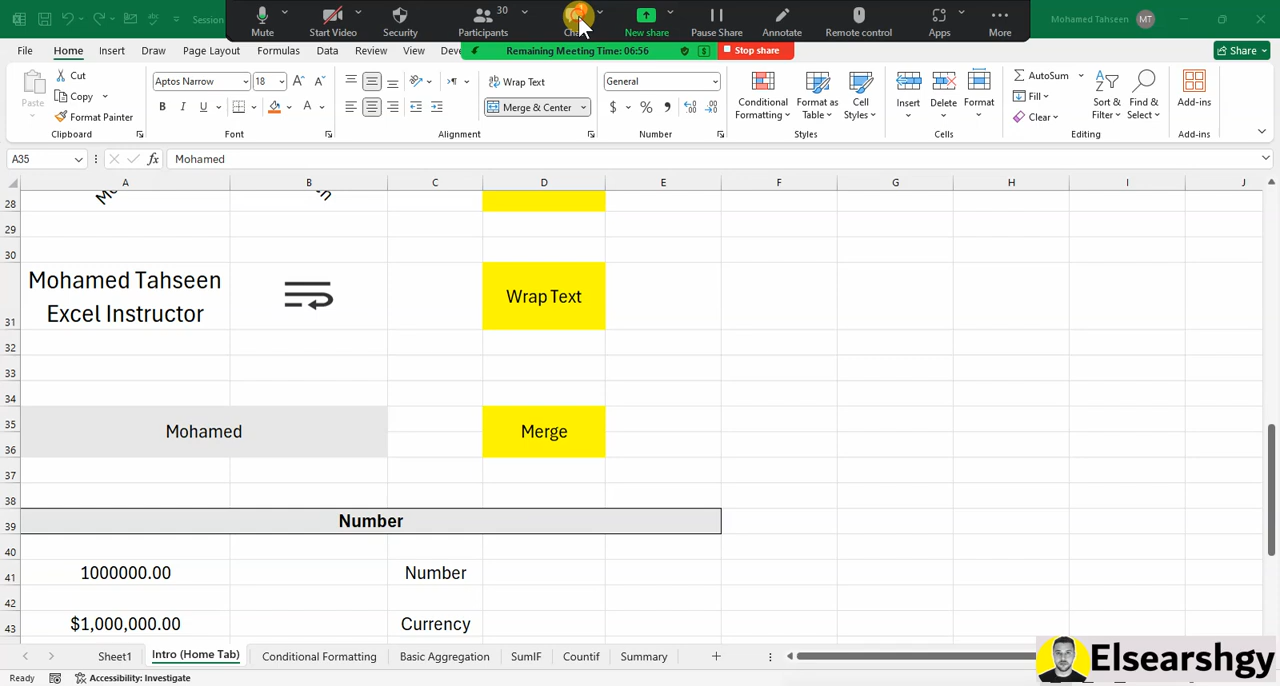 Session
Mute
Start Video
Security
Participants
30
New share
Pause Share
Annotate
Remote control
Apps
More
Mohamed Tahseen
MT
File
Home
Insert
Draw
Page Layout
Formulas
Data
Review
View
Remaining Meeting Time: 06:56
Stop share
Share
Paste
Cut
Copy
Format Painter
Clipboard
Aptos Narrow
18
B I U
Font
Wrap Text
Merge & Center
Alignment
General
Number
Conditional Formatting
Format as Table
Cell Styles
Styles
Insert
Delete
Format
Cells
AutoSum
Fill
Clear
Sort & Filter
Find & Select
Editing
Add-ins
Add-ins
A35
fx
Mohamed
A B C D E F G H I J
28
29
30
31
Mohamed Tahseen
Excel Instructor
Wrap Text
32
33
34
35
Mohamed
Merge
36
37
38
39
Number
40
41
1000000.00
Number
42
43
$1,000,000.00
Currency
Sheet1
Intro (Home Tab)
Basic Aggregation
SumIF
Countif
Summary
Ready
Accessibility: Investigate
Elsearshgy